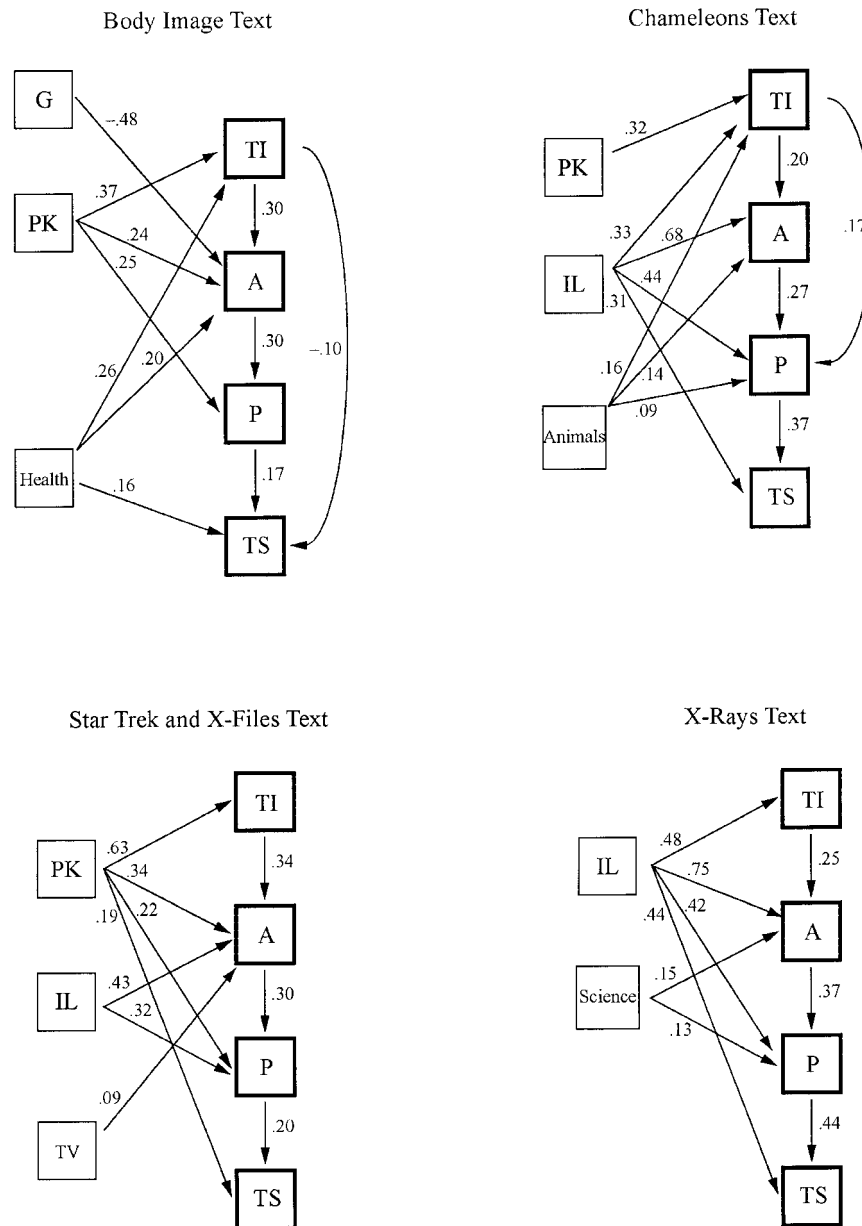 Body Image Text
G
PK
Health
TI
A
P
TS
–.48
.37
.24
.25
.26
.20
.16
.30
.30
.17
–.10
Chameleons Text
PK
IL
Animals
TI
A
P
TS
.32
.33
.68
.44
.31
.16
.14
.09
.20
.27
.37
.17
Star Trek and X-Files Text
PK
IL
TV
TI
A
P
TS
.63
.34
.22
.19
.43
.32
.09
.34
.30
.20
X-Rays Text
IL
Science
TI
A
P
TS
.48
.75
.42
.44
.15
.13
.25
.37
.44